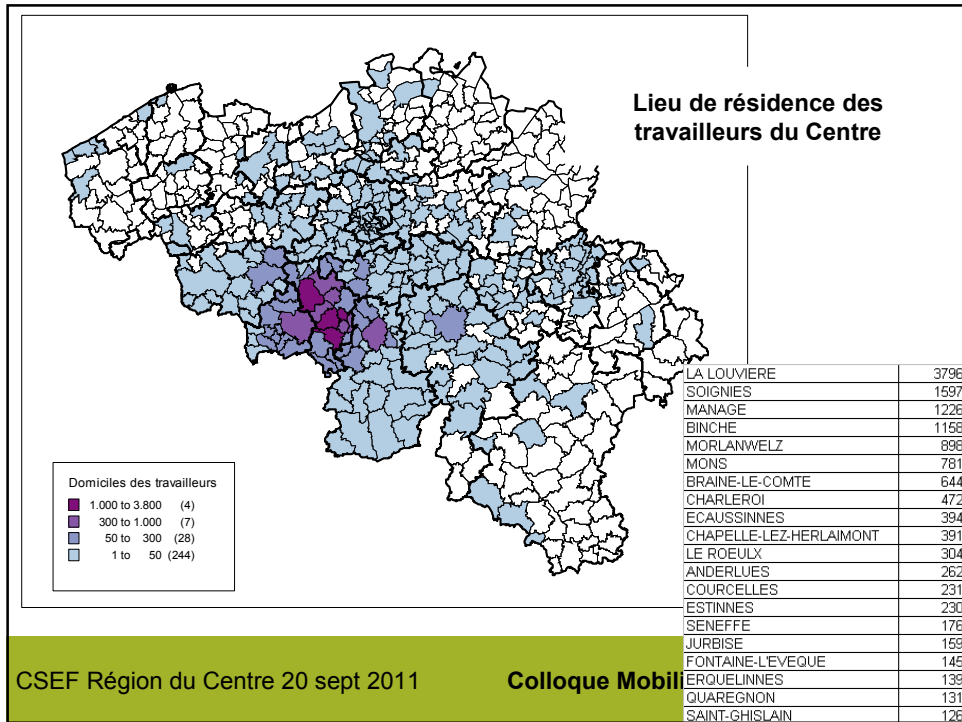 Lieu de résidence des
travailleurs du Centre
Domiciles des travailleurs
1.000 to 3.800 (4)
300 to 1.000 (7)
50 to 300 (28)
1 to 50 (244)
LA LOUVIERE 3796
SOIGNIES 1597
MANAGE 1226
BINCHE 1158
MORLANWELZ 898
MONS 781
BRAINE-LE-COMTE 644
CHARLEROI 472
ECAUSSINNES 394
CHAPELLE-LEZ-HERLAIMONT 391
LE ROEULX 304
ANDERLUES 262
COURCELLES 231
ESTINNES 230
SENEFFE 176
JURBISE 159
FONTAINE-L'EVEQUE 145
ERQUELINNES 139
QUAREGNON 131
SAINT-GHISLAIN 126
CSEF Région du Centre 20 sept 2011 Colloque Mobili